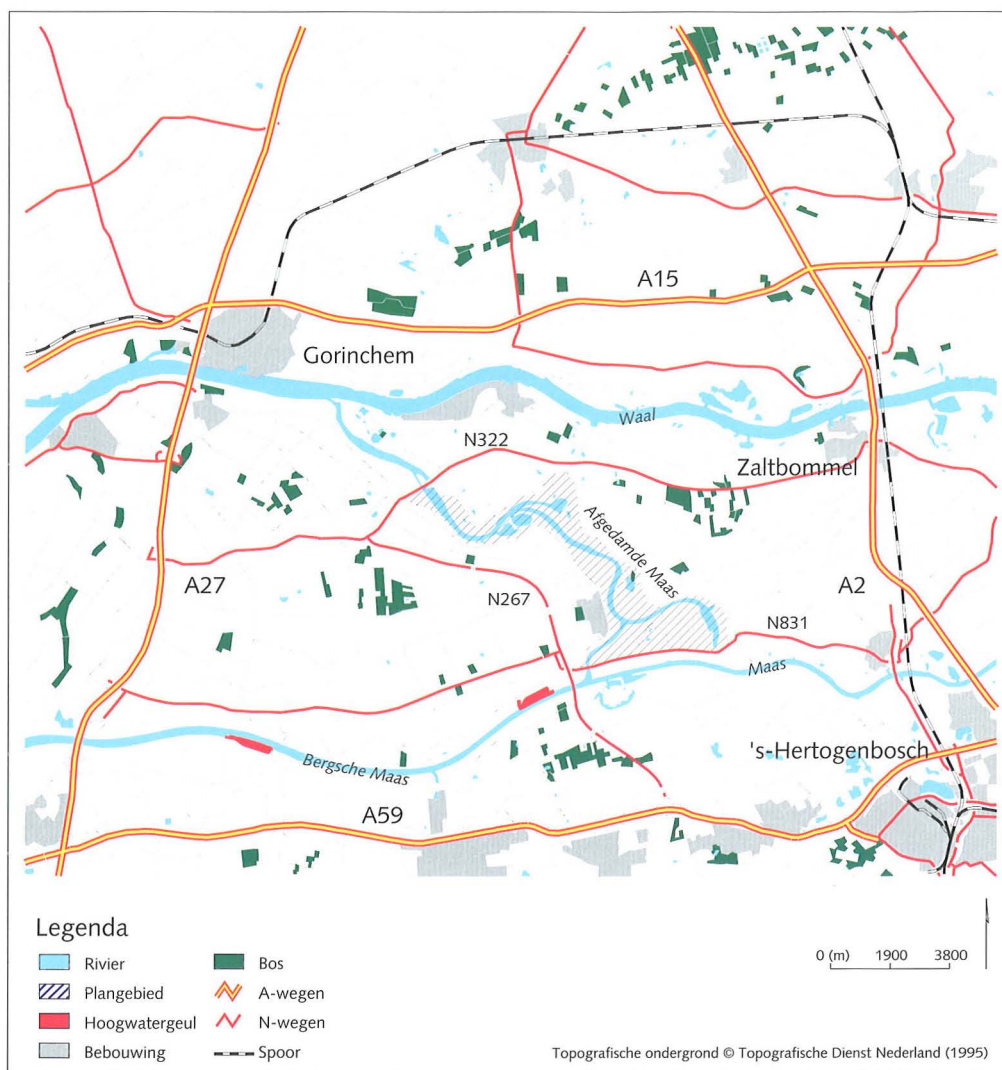 A15
Gorinchem
Waal
N322
Zaltbommel
Afgedamde Maas
A27
N267
A2
N831
Maas
's-Hertogenbosch
Bergsche Maas
A59
Legenda
Rivier
Bos
Plangebied
A-wegen
Hoogwatergeul
N-wegen
Bebouwing
Spoor
0 (m) 1900 3800
Topografische ondergrond © Topografische Dienst Nederland (1995)